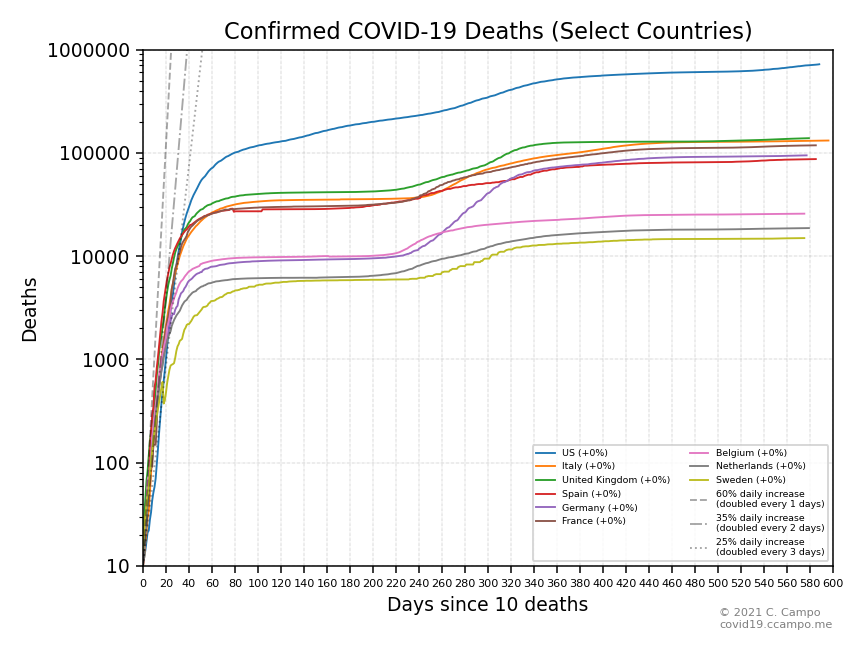 Confirmed COVID-19 Deaths (Select Countries)
1000000
100000
10000
1000
100
10
Deaths
US (+0%)
Italy (+0%)
United Kingdom (+0%)
Spain (+0%)
Germany (+0%)
France (+0%)
Belgium (+0%)
Netherlands (+0%)
Sweden (+0%)
60% daily increase
(doubled every 1 days)
35% daily increase
(doubled every 2 days)
25% daily increase
(doubled every 3 days)
0 20 40 60 80 100 120 140 160 180 200 220 240 260 280 300 320 340 360 380 400 420 440 460 480 500 520 540 560 580 600
Days since 10 deaths
© 2021 C. Campo
covid19.ccampo.me